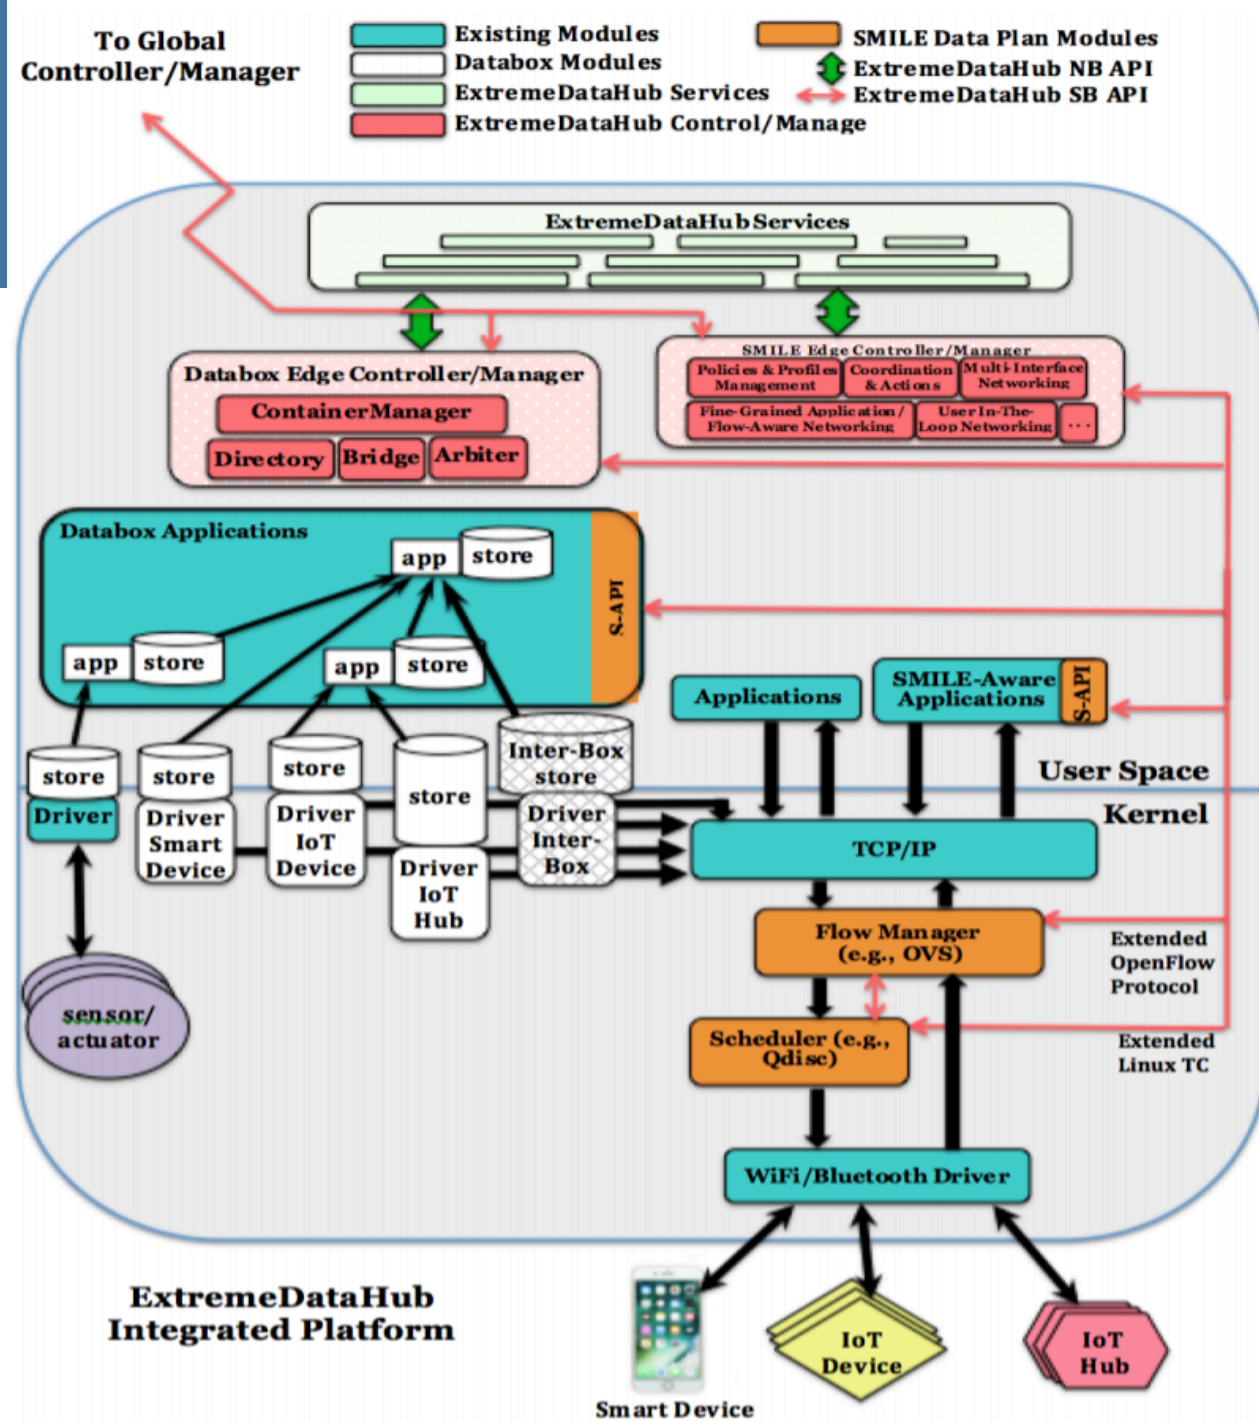 To Global
Controller/Manager
Existing Modules
Databox Modules
ExtremeDataHub Services
ExtremeDataHub Control/Manage
SMILE Data Plan Modules
ExtremeDataHub NB API
ExtremeDataHub SB API
ExtremeDataHub Services
Databox Edge Controller/Manager
ContainerManager
Directory
Bridge
Arbiter
SMILE Edge Controller/Manager
Policies & Profiles
Management
Coordination
& Actions
Multi-Interface
Networking
Fine-Grained Application/
Flow-Aware Networking
User In-The-
Loop Networking
...
Databox Applications
app
store
S-API
app
store
app
store
Applications
SMILE-Aware
Applications
S-API
store
Driver
store
Driver
Smart
Device
store
Driver
IoT
Device
store
Driver
IoT
Hub
Inter-Box
store
Driver
Inter-
Box
User Space
Kernel
TCP/IP
Flow Manager
(e.g., OVS)
Extended
OpenFlow
Protocol
sensor/
actuator
Scheduler (e.g.,
Qdisc)
Extended
Linux TC
WiFi/Bluetooth Driver
ExtremeDataHub
Integrated Platform
IoT
Device
IoT
Hub
Smart Device